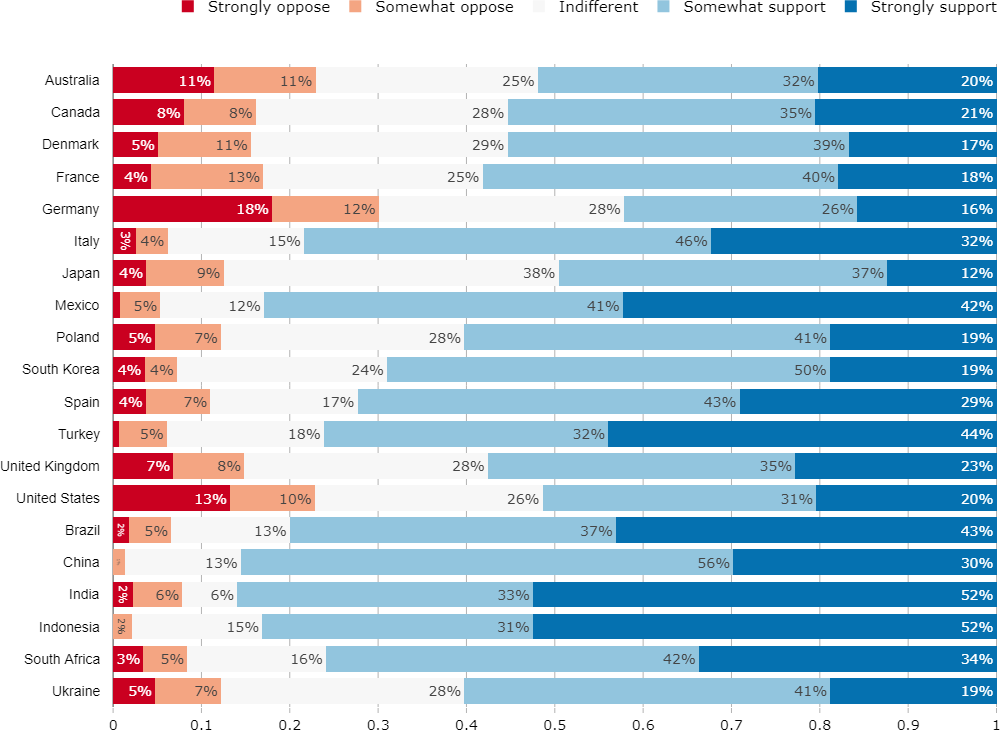 Strongly oppose Somewhat oppose Indifferent Somewhat support Strongly support
Australia 11% 11% 25% 32% 20%
Canada 8% 8% 28% 35% 21%
Denmark 5% 11% 29% 39% 17%
France 4% 13% 25% 40% 18%
Germany 18% 12% 28% 26% 16%
Italy 3% 4% 15% 46% 32%
Japan 4% 9% 38% 37% 12%
Mexico 5% 12% 41% 42%
Poland 5% 7% 28% 41% 19%
South Korea 4% 4% 24% 50% 19%
Spain 4% 7% 17% 43% 29%
Turkey 5% 18% 32% 44%
United Kingdom 7% 8% 28% 35% 23%
United States 13% 10% 26% 31% 20%
Brazil 2% 5% 13% 37% 43%
China 13% 56% 30%
India 2% 6% 6% 33% 52%
Indonesia 2% 15% 31% 52%
South Africa 3% 5% 16% 42% 34%
Ukraine 5% 7% 28% 41% 19%
0 0.1 0.2 0.3 0.4 0.5 0.6 0.7 0.8 0.9 1